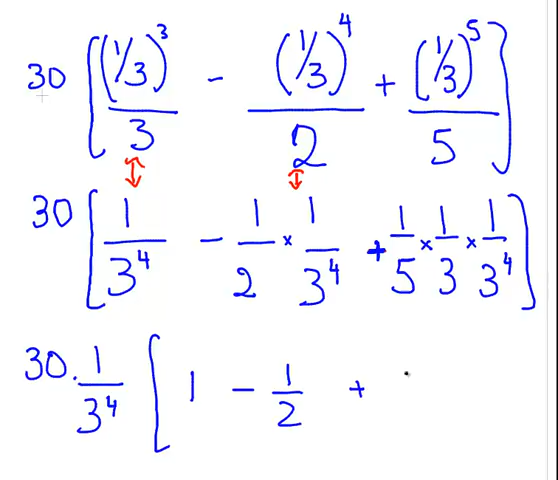 30 [ (1/3)^3 / 3 - (1/3)^4 / 2 + (1/3)^5 / 5 ]
30 [ 1/3^4 - 1/2 × 1/3^4 + 1/5 × 1/3 × 1/3^4 ]
30 . 1/3^4 [ 1 - 1/2 +